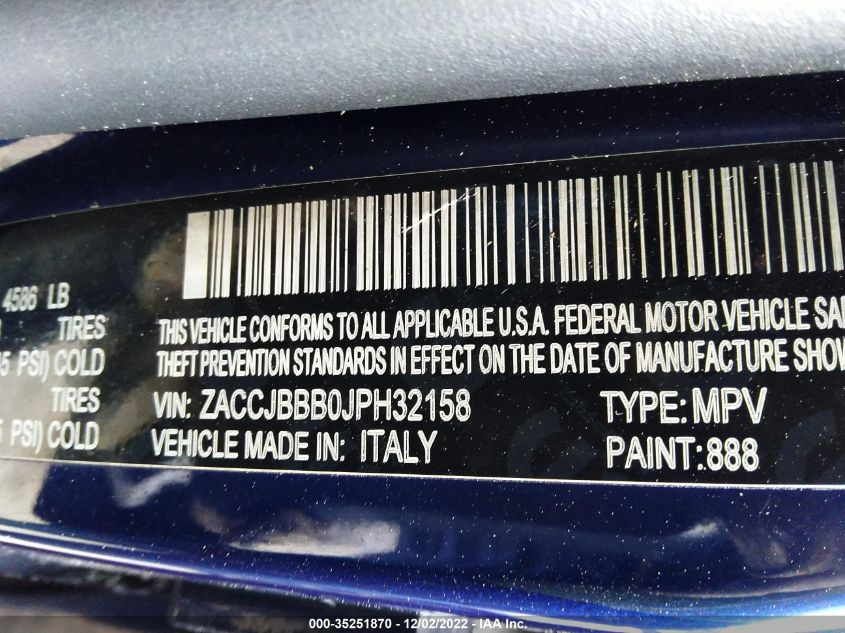 4586 LB
TIRES
THIS VEHICLE CONFORMS TO ALL APPLICABLE U.S.A. FEDERAL MOTOR VEHICLE
PSI) COLD
THEFT PREVENTION STANDARDS IN EFFECT ON THE DATE OF MANUFACTURE
TIRES
VIN: ZACCJBBB0JPH32158
TYPE: MPV
PSI) COLD
VEHICLE MADE IN: ITALY
PAINT: 888
000-35251870 - 12/02/2022 - © IAA Inc.